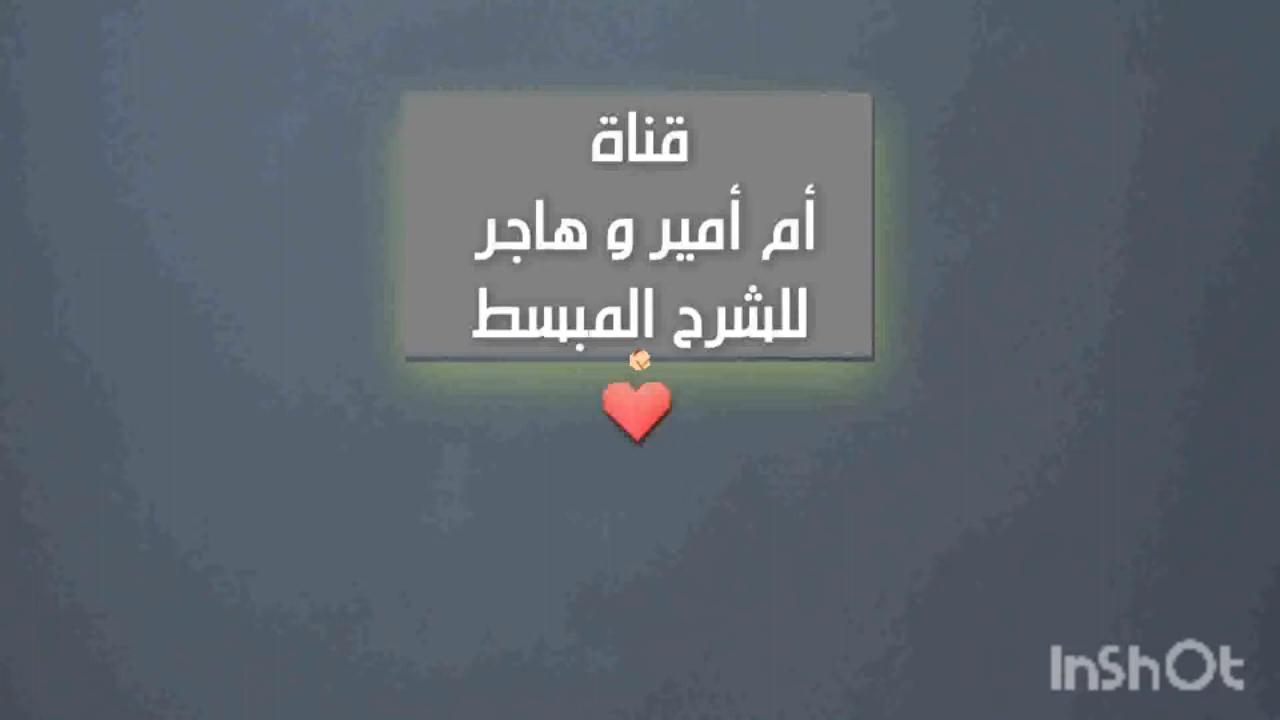 قناة
أم أمير و هاجر
للشرح المبسط
InShOt